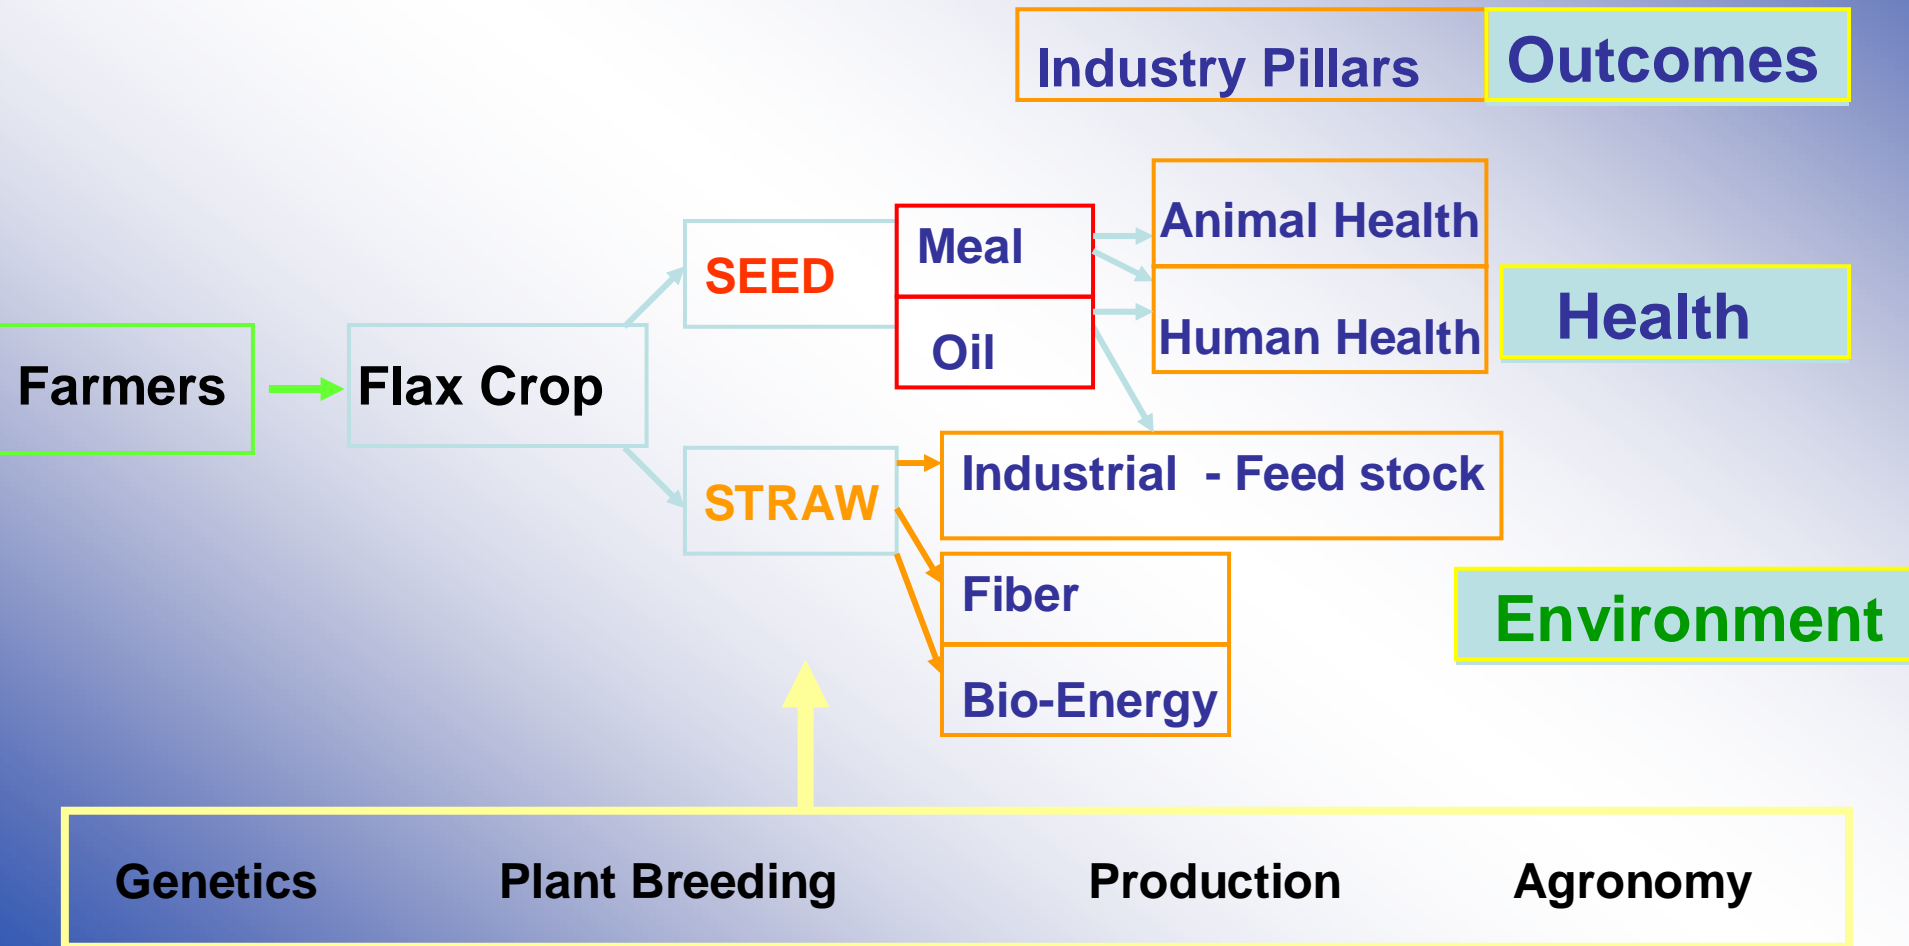 Industry Pillars
Outcomes
Animal Health
Meal
SEED
Health
Human Health
Oil
Farmers
Flax Crop
Industrial - Feed stock
STRAW
Fiber
Environment
Bio-Energy
Genetics Plant Breeding Production Agronomy